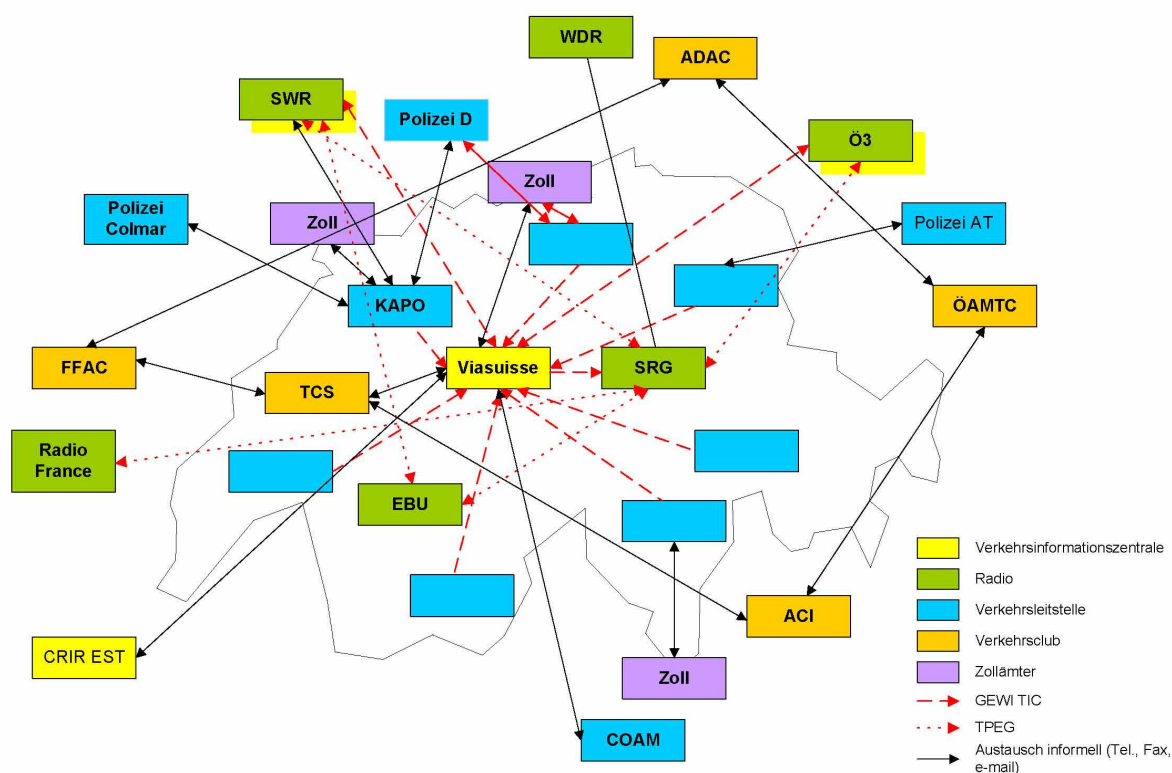 WDR
ADAC
SWR
Polizei D
Ö3
Zoll
Polizei
Colmar
Zoll
Polizei AT
KAPO
ÖAMTC
FFAC
Viasuisse
SRG
TCS
Radio
France
EBU
Verkehrsinformationszentrale
Radio
Verkehrsleitstelle
ACI
Verkehrsclub
CRIR EST
Zoll
Zollämter
GEWI TIC
TPEG
COAM
Austausch informell (Tel., Fax,
e-mail)